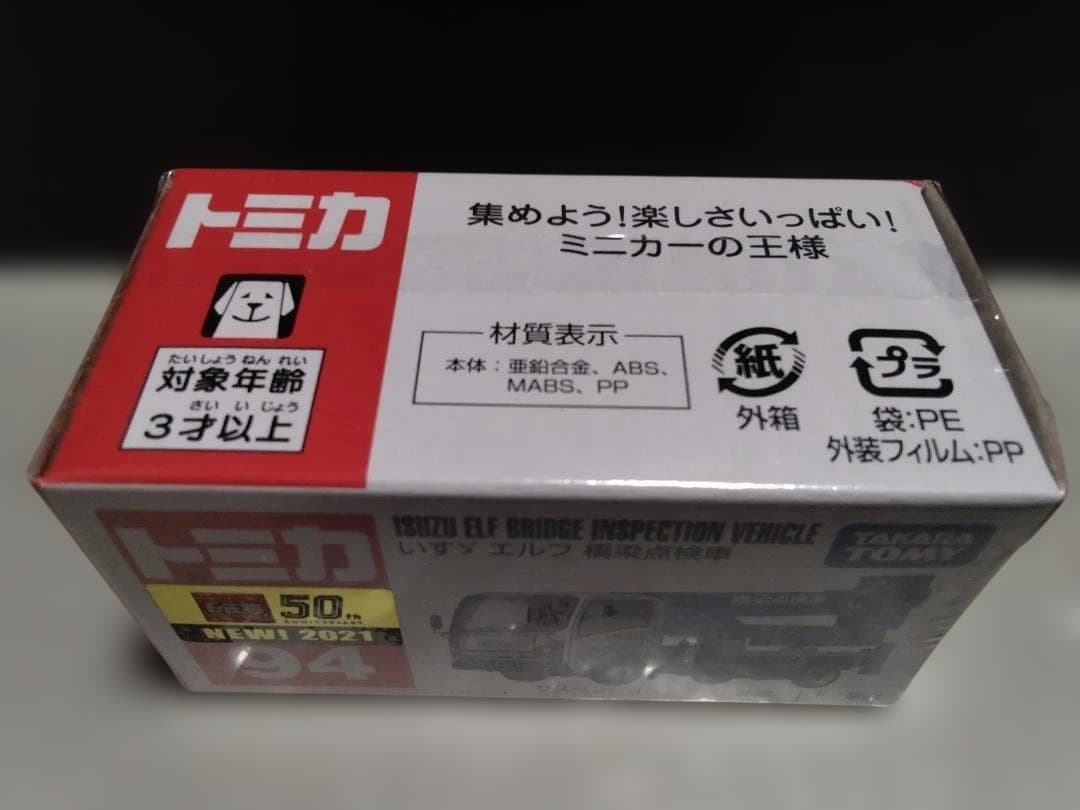 トミカ
集めよう!楽しさいっぱい!
ミニカーの王様
たいしょう ねん れい
対象年齢
さい い じょう
3才以上
材質表示
本体:亜鉛合金、ABS、
MABS、PP
紙
外箱
プラ
袋:PE
外装フィルム:PP
トミカ
ISUZU ELF BRIDGE INSPECTION VEHICLE
いすゞ エルフ 橋梁点検車
TAKARA
TOMY
50th
ANNIVERSARY
NEW! 2021
94